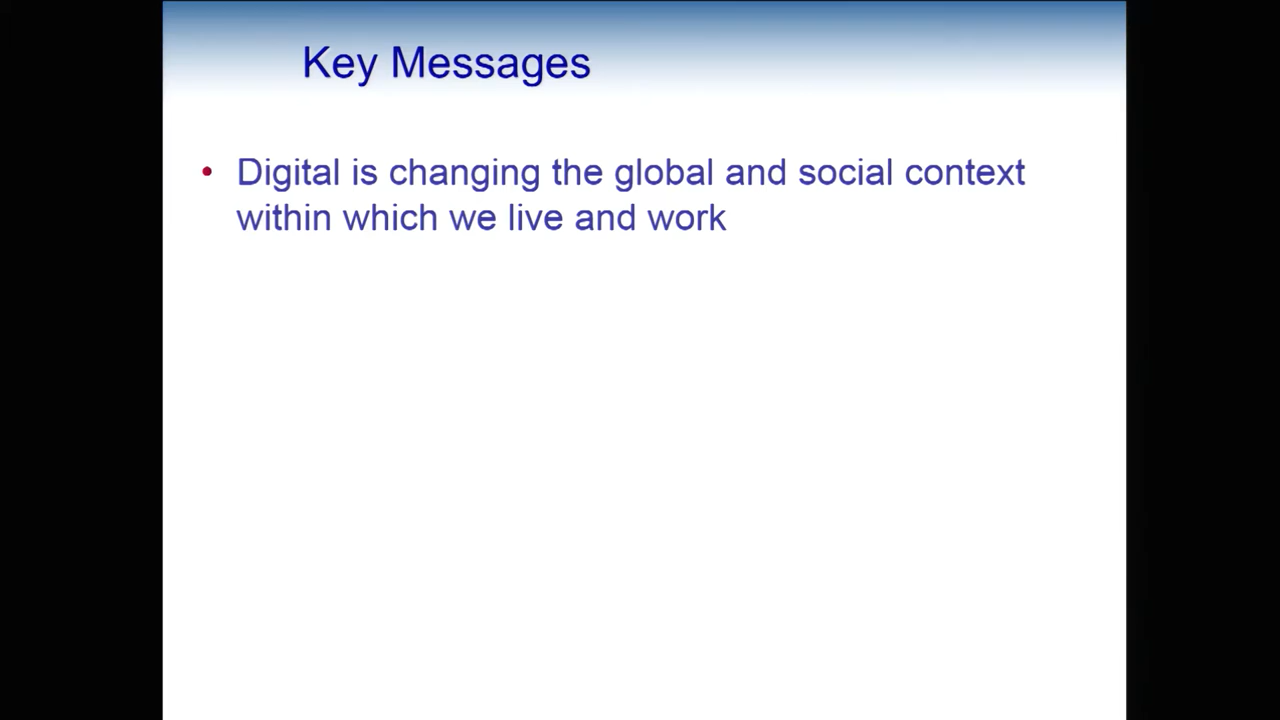 Key Messages
• Digital is changing the global and social context
within which we live and work